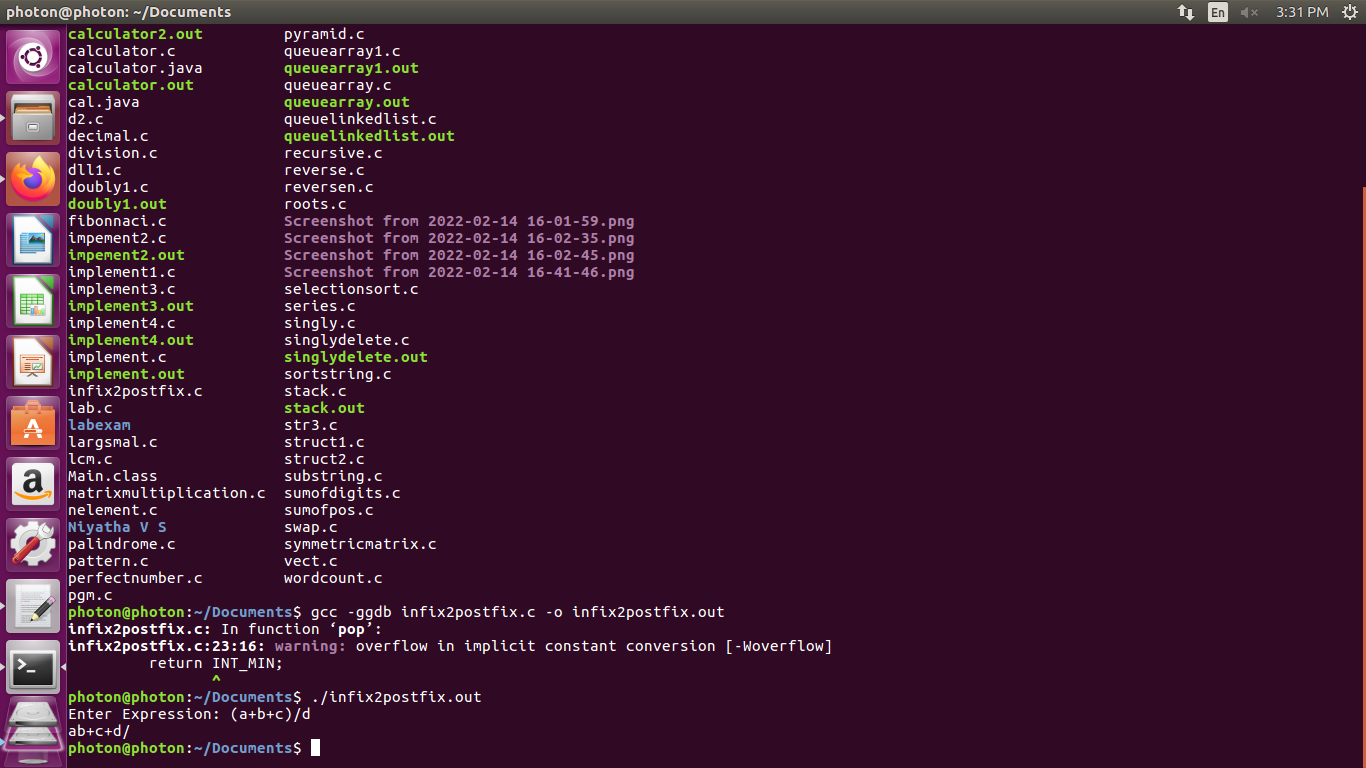 photon@photon: ~/Documents En 3:31 PM
calculator2.out pyramid.c
calculator.c queuearray1.c
calculator.java queuearray1.out
calculator.out queuearray.c
cal.java queuearray.out
d2.c queuelinkedlist.c
decimal.c queuelinkedlist.out
division.c recursive.c
dll1.c reverse.c
doubly1.c reversen.c
doubly1.out roots.c
fibonnaci.c Screenshot from 2022-02-14 16-01-59.png
impement2.c Screenshot from 2022-02-14 16-02-35.png
impement2.out Screenshot from 2022-02-14 16-02-45.png
implement1.c Screenshot from 2022-02-14 16-41-46.png
implement3.c selectionsort.c
implement3.out series.c
implement4.c singly.c
implement4.out singlydelete.c
implement.c singlydelete.out
implement.out sortstring.c
infix2postfix.c stack.c
lab.c stack.out
labexam str3.c
largsmal.c struct1.c
lcm.c struct2.c
Main.class substring.c
matrixmultiplication.c sumofdigits.c
nelement.c sumofpos.c
Niyatha V S swap.c
palindrome.c symmetricmatrix.c
pattern.c vect.c
perfectnumber.c wordcount.c
pgm.c
photon@photon:~/Documents$ gcc -ggdb infix2postfix.c -o infix2postfix.out
infix2postfix.c: In function ‘pop’:
infix2postfix.c:23:16: warning: overflow in implicit constant conversion [-Woverflow]
return INT_MIN;
^
photon@photon:~/Documents$ ./infix2postfix.out
Enter Expression: (a+b+c)/d
ab+c+d/
photon@photon:~/Documents$